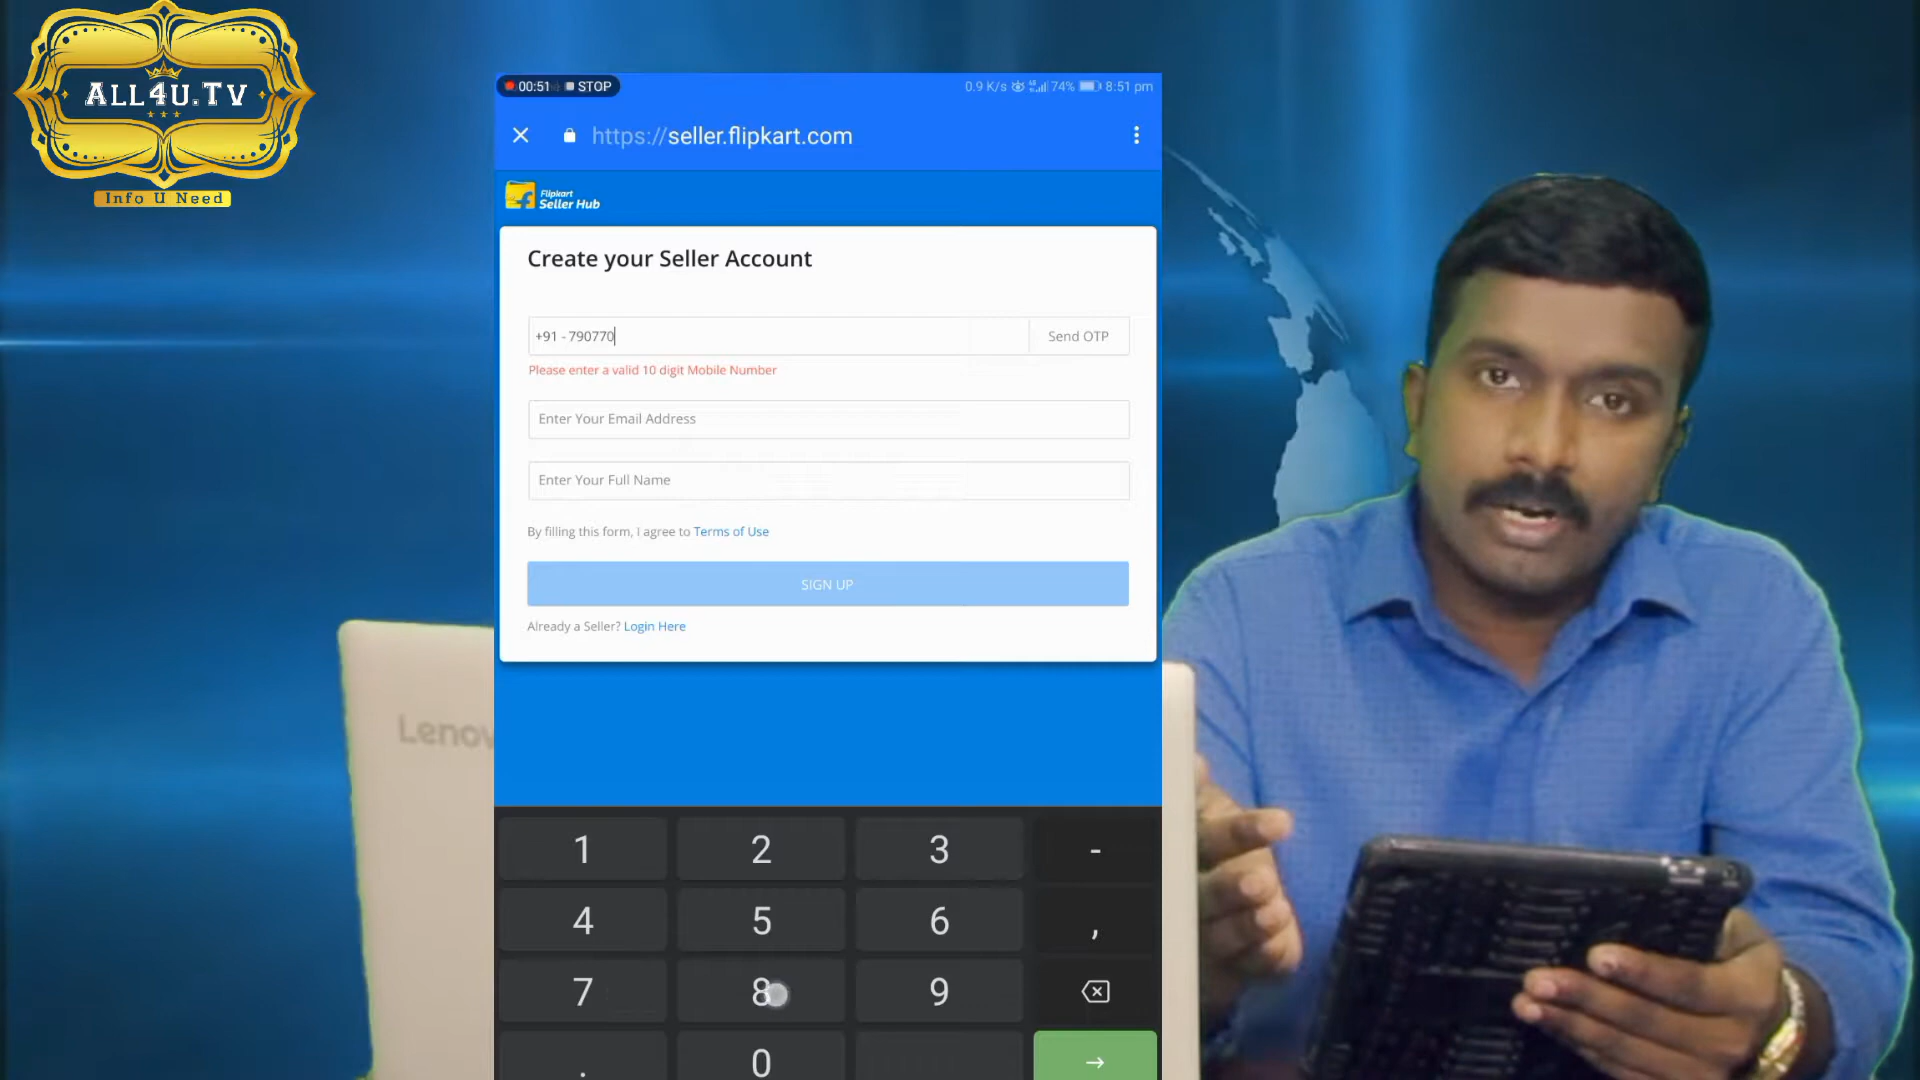 ALL4U.TV
Info U Need
00:51 STOP
0.9 K/s 74% 8:51 pm
https://seller.flipkart.com
Flipkart
Seller Hub
Create your Seller Account
+91 - 790770
Send OTP
Please enter a valid 10 digit Mobile Number
Enter Your Email Address
Enter Your Full Name
By filling this form, I agree to Terms of Use
SIGN UP
Already a Seller? Login Here
1 2 3 -
4 5 6 ,
7 8 9
. 0